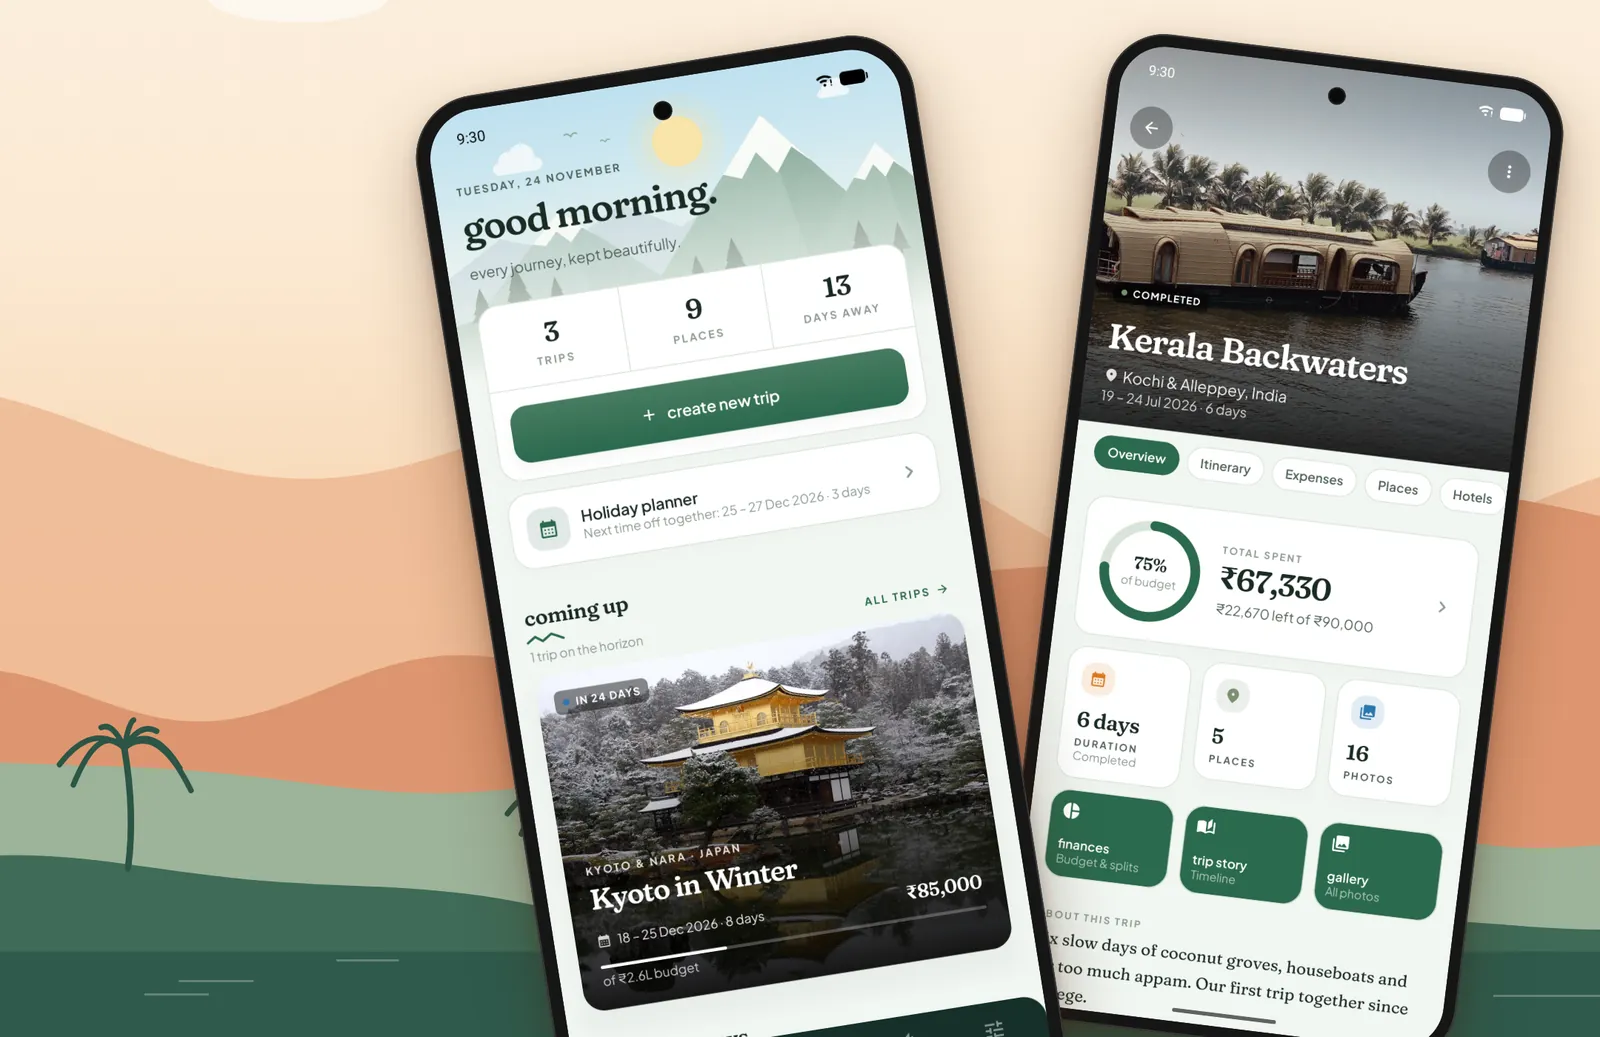 9:30
TUESDAY, 24 NOVEMBER
good morning.
every journey, kept beautifully.
3
TRIPS
9
PLACES
13
DAYS AWAY
+ create new trip
Holiday planner
Next time off together: 25 – 27 Dec 2026 · 3 days
coming up
ALL TRIPS →
1 trip on the horizon
IN 24 DAYS
KYOTO & NARA · JAPAN
Kyoto in Winter
₹85,000
18 – 25 Dec 2026 · 8 days
of ₹2.6L budget
9:30
COMPLETED
Kerala Backwaters
Kochi & Alleppey, India
19 – 24 Jul 2026 · 6 days
Overview
Itinerary
Expenses
Places
Hotels
75%
of budget
TOTAL SPENT
₹67,330
₹22,670 left of ₹90,000
6 days
DURATION
Completed
5
PLACES
16
PHOTOS
finances
Budget & splits
trip story
Timeline
gallery
All photos
BOUT THIS TRIP
x slow days of coconut groves, houseboats and
too much appam. Our first trip together since
ege.